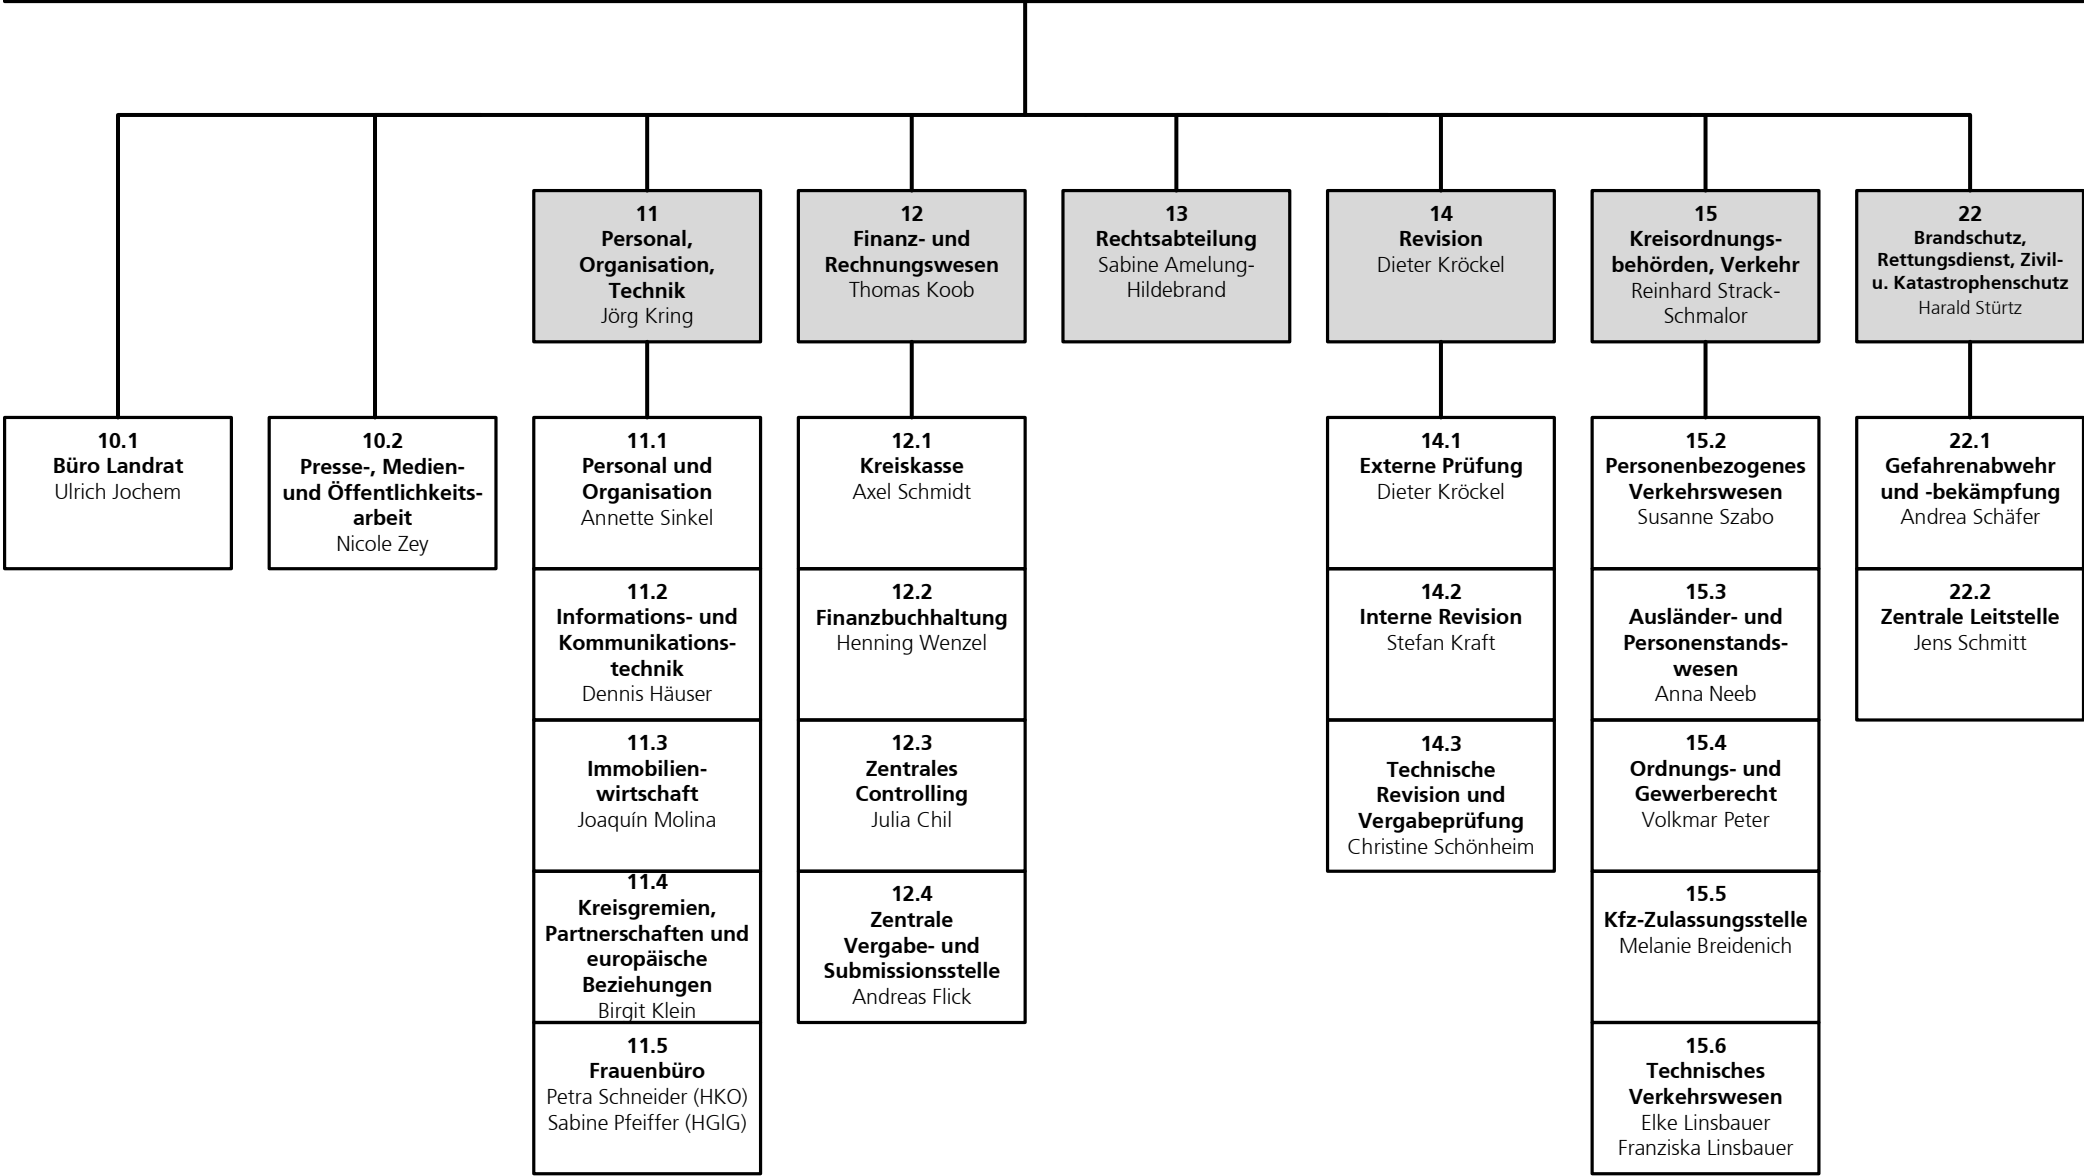 11
Personal,
Organisation,
Technik
Jörg Kring
12
Finanz- und
Rechnungswesen
Thomas Koob
13
Rechtsabteilung
Sabine Amelung-
Hildebrand
14
Revision
Dieter Kröckel
15
Kreisordnungs-
behörden, Verkehr
Reinhard Strack-
Schmalor
22
Brandschutz,
Rettungsdienst, Zivil-
u. Katastrophenschutz
Harald Stürtz
10.1
Büro Landrat
Ulrich Jochem
10.2
Presse-, Medien-
und Öffentlichkeits-
arbeit
Nicole Zey
11.1
Personal und
Organisation
Annette Sinkel
11.2
Informations- und
Kommunikations-
technik
Dennis Häuser
11.3
Immobilien-
wirtschaft
Joaquín Molina
11.4
Kreisgremien,
Partnerschaften und
europäische
Beziehungen
Birgit Klein
11.5
Frauenbüro
Petra Schneider (HKO)
Sabine Pfeiffer (HGlG)
12.1
Kreiskasse
Axel Schmidt
12.2
Finanzbuchhaltung
Henning Wenzel
12.3
Zentrales
Controlling
Julia Chil
12.4
Zentrale
Vergabe- und
Submissionsstelle
Andreas Flick
14.1
Externe Prüfung
Dieter Kröckel
14.2
Interne Revision
Stefan Kraft
14.3
Technische
Revision und
Vergabeprüfung
Christine Schönheim
15.2
Personenbezogenes
Verkehrswesen
Susanne Szabo
15.3
Ausländer- und
Personenstands-
wesen
Anna Neeb
15.4
Ordnungs- und
Gewerberecht
Volkmar Peter
15.5
Kfz-Zulassungsstelle
Melanie Breidenich
15.6
Technisches
Verkehrswesen
Elke Linsbauer
Franziska Linsbauer
22.1
Gefahrenabwehr
und -bekämpfung
Andrea Schäfer
22.2
Zentrale Leitstelle
Jens Schmitt